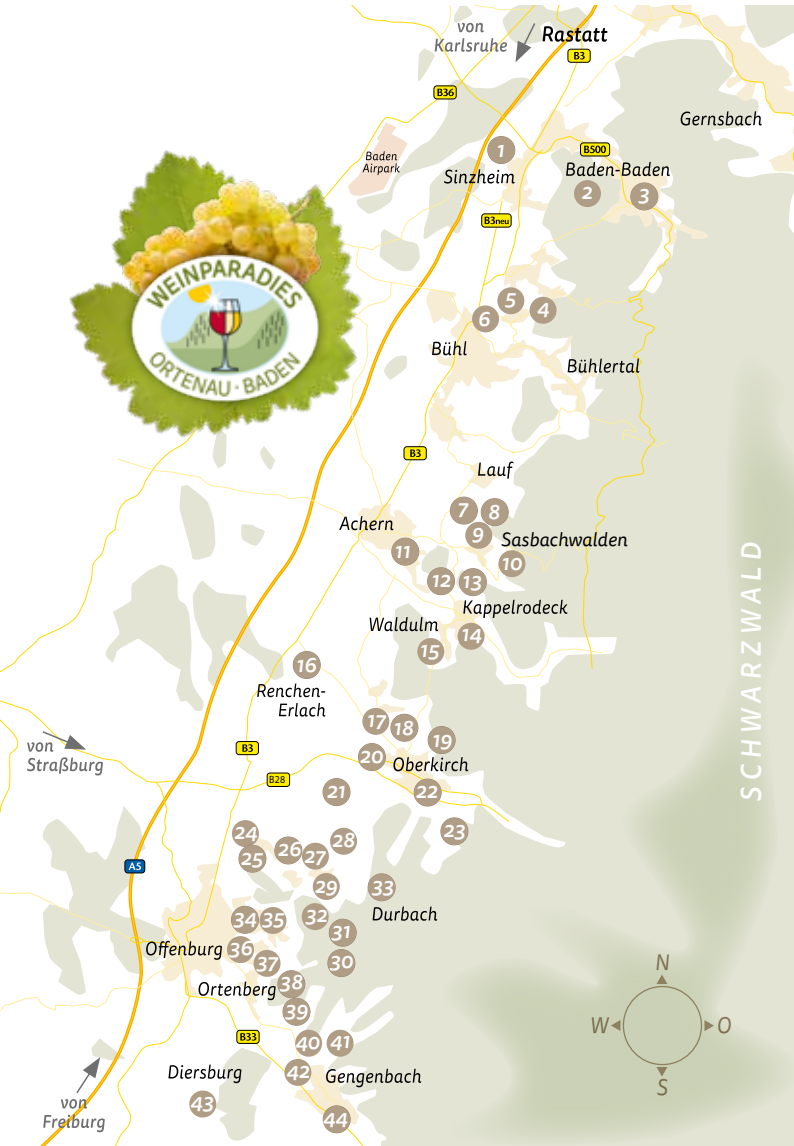 von
Karlsruhe
Rastatt
B3
B36
Gernsbach
Baden
Airpark
1
B500
Sinzheim
Baden-Baden
2
3
B3neu
WEINPARADIES
ORTENAU · BADEN
5
4
6
Bühl
Bühlertal
B3
Lauf
7
8
Achern
9
Sasbachwalden
11
10
12
13
Kappelrodeck
Waldulm
14
15
SCHWARZWALD
16
Renchen-
Erlach
17
18
19
von
Straßburg
B3
20
Oberkirch
B28
21
22
23
24
28
26
27
25
A5
29
33
Durbach
34
35
32
31
Offenburg
36
37
30
Ortenberg
38
39
N
W
O
S
B33
40
41
Diersburg
42
Gengenbach
von
Freiburg
43
44